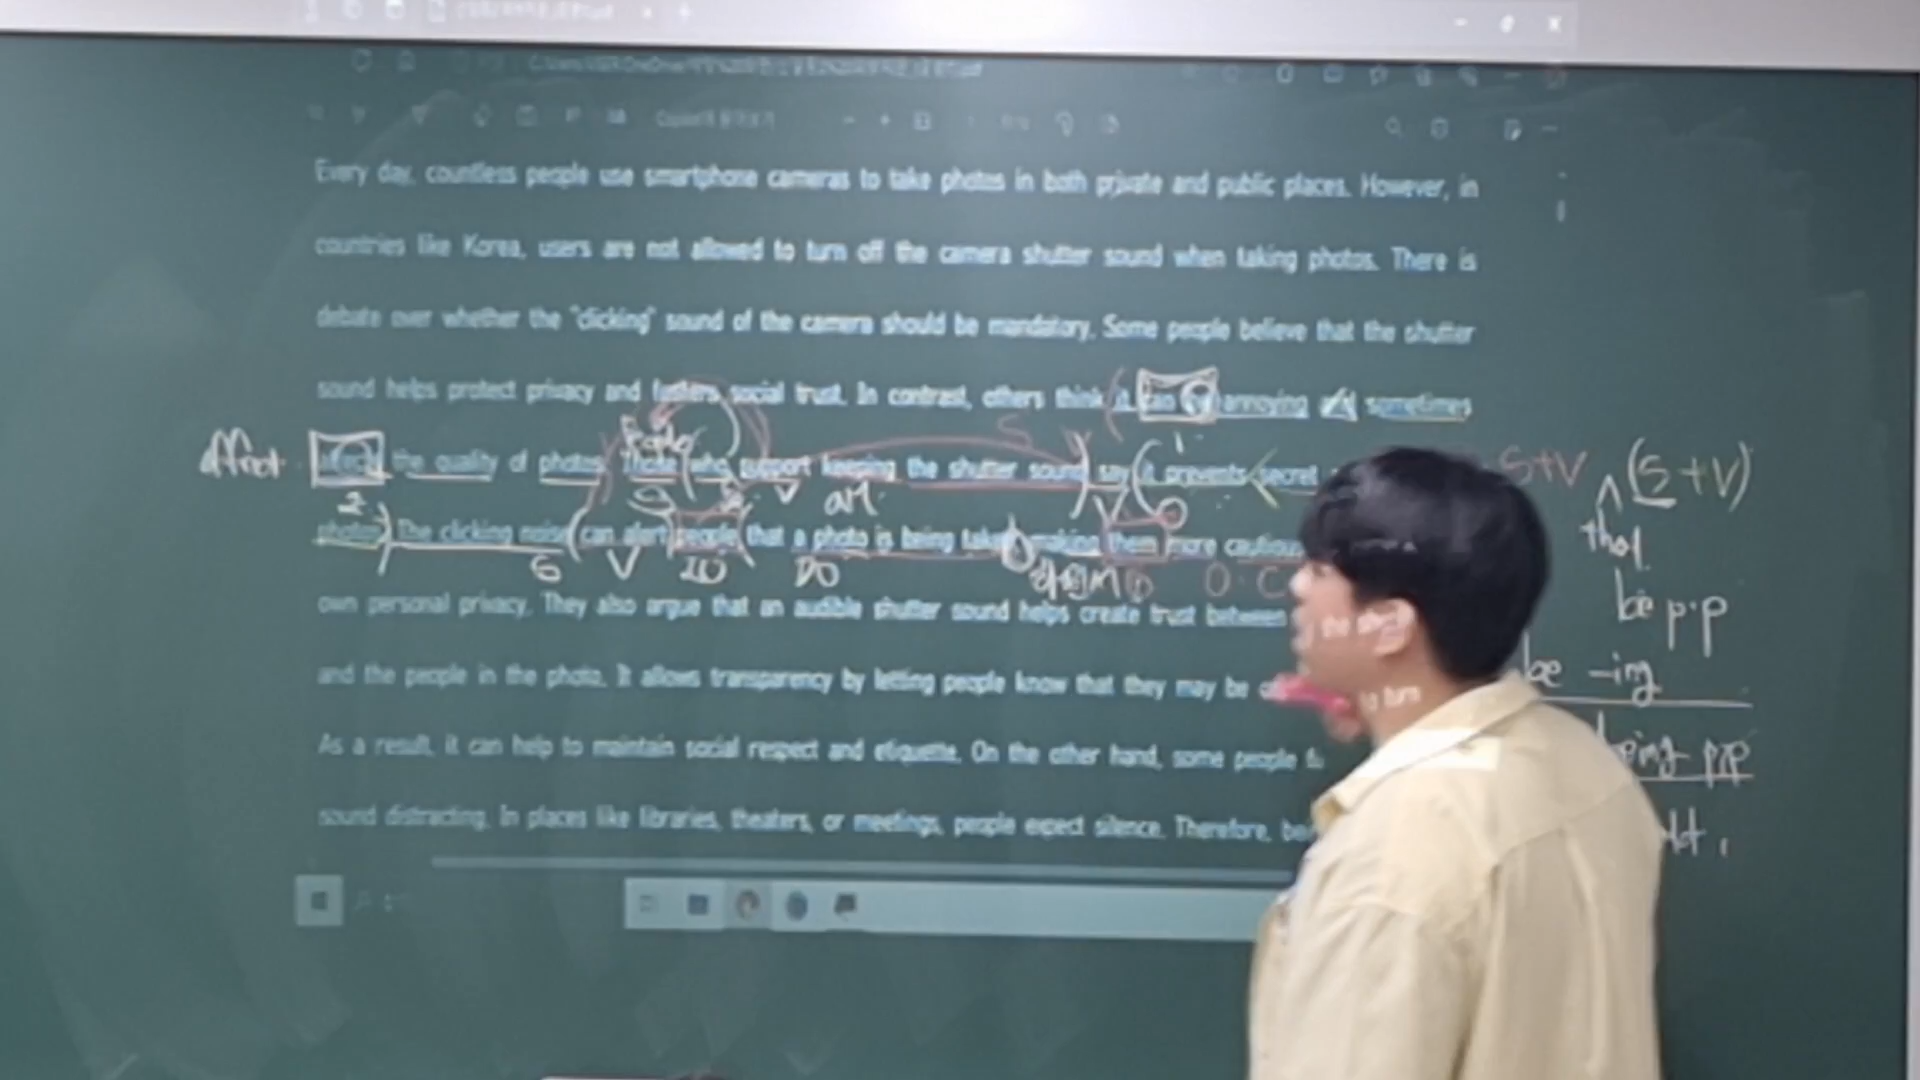 Every day, countless people use smartphone cameras to take photos in both private and public places. However, in
countries like Korea, users are not allowed to turn off the camera shutter sound when taking photos. There is
debate over whether the "clicking" sound of the camera should be mandatory. Some people believe that the shutter
sound helps protect privacy and fosters social trust. In contrast, others think it can be annoying and sometimes
affect the quality of photos. Those who support keeping the shutter sound say it prevents secret
S+V
(S+V)
2
S
V
photos. The clicking noise can alert people that a photo is being taken, making them more cautious
that
S
V
IO
DO
O
O.C
be p.p
own personal privacy. They also argue that an audible shutter sound helps create trust between
and the people in the photo. It allows transparency by letting people know that they may be
to turn
be -ing
As a result, it can help to maintain social respect and etiquette. On the other hand, some people
being p.p
sound distracting. In places like libraries, theaters, or meetings, people expect silence. Therefore,